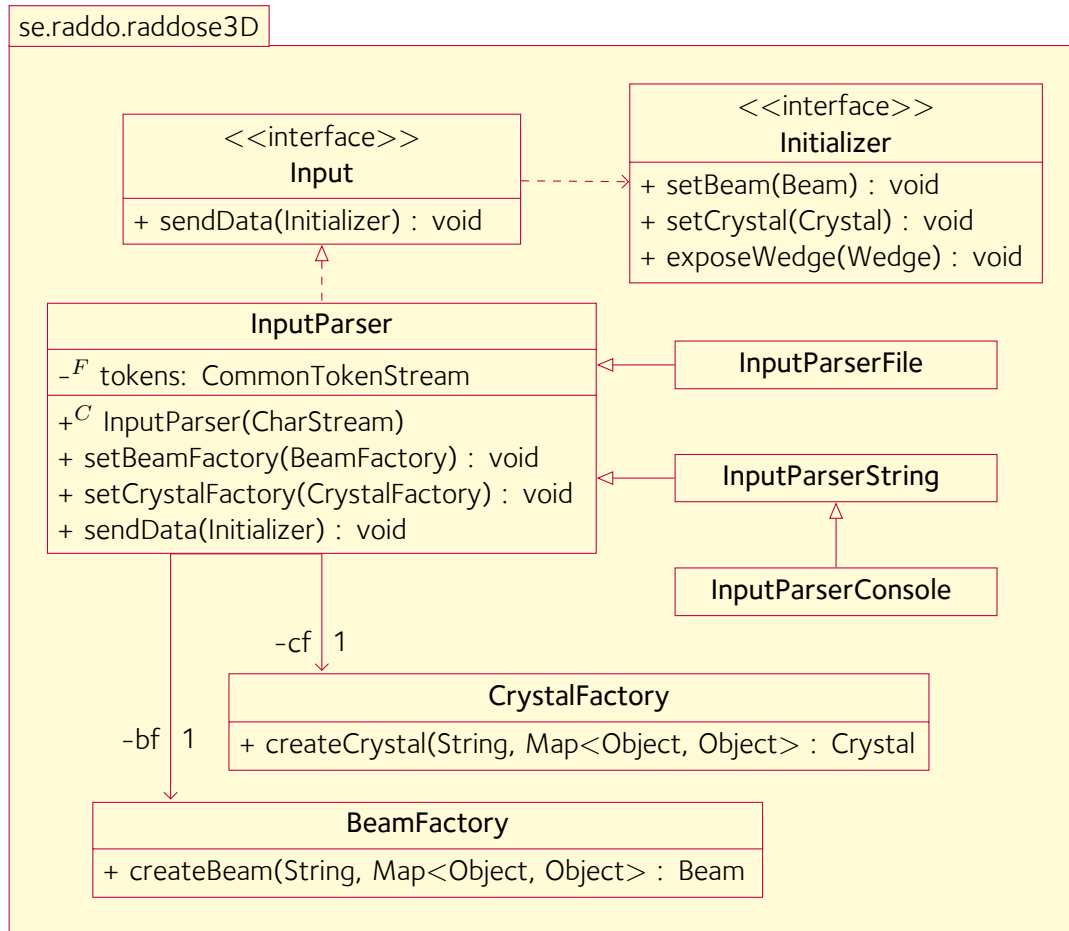 se.raddo.raddose3D
<<interface>>
Input
+ sendData(Initializer) : void
<<interface>>
Initializer
+ setBeam(Beam) : void
+ setCrystal(Crystal) : void
+ exposeWedge(Wedge) : void
InputParser
-F tokens: CommonTokenStream
+C InputParser(CharStream)
+ setBeamFactory(BeamFactory) : void
+ setCrystalFactory(CrystalFactory) : void
+ sendData(Initializer) : void
InputParserFile
InputParserString
InputParserConsole
-cf 1
CrystalFactory
+ createCrystal(String, Map<Object, Object> : Crystal
-bf 1
BeamFactory
+ createBeam(String, Map<Object, Object> : Beam